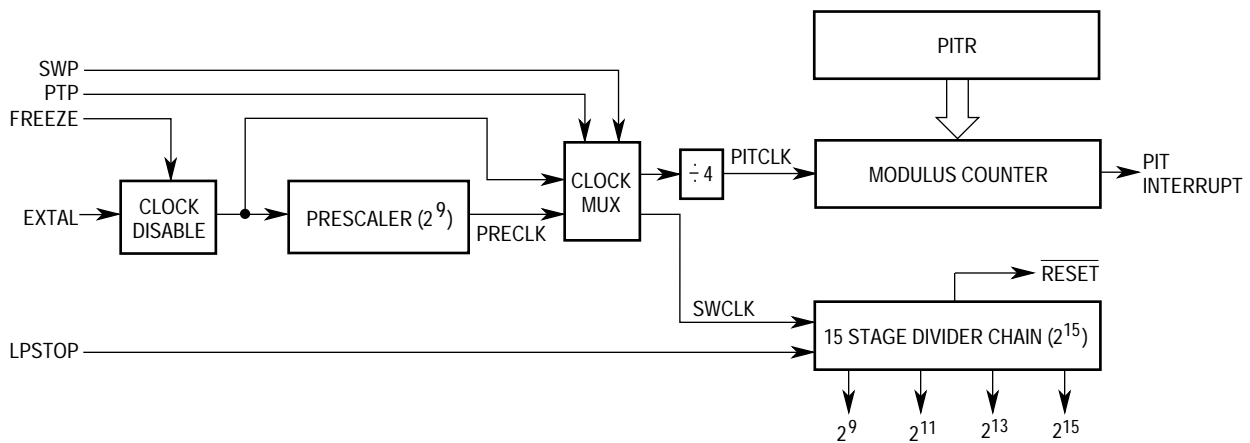 PITR
SWP
PTP
FREEZE
CLOCK
MUX
÷ 4
PITCLK
MODULUS COUNTER
PIT
INTERRUPT
EXTAL
CLOCK
DISABLE
PRESCALER (2⁹)
PRECLK
RESET
SWCLK
15 STAGE DIVIDER CHAIN (2¹⁵)
LPSTOP
2⁹ 2¹¹ 2¹³ 2¹⁵